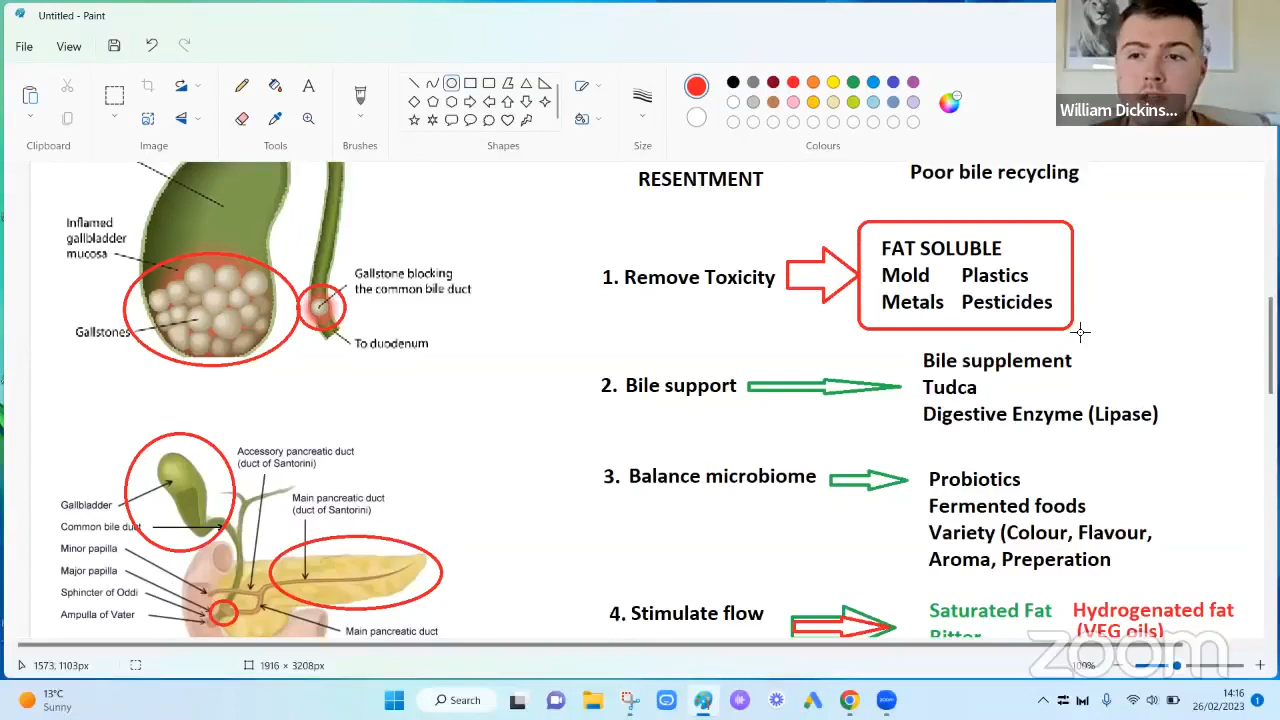 Untitled - Paint
File
View
Clipboard
Image
Tools
Brushes
Shapes
Size
Colours
William Dickins...
Inflamed
gallbladder
mucosa
Gallstones
Gallstone blocking
the common bile duct
To duodenum
RESENTMENT
Poor bile recycling
1. Remove Toxicity
FAT SOLUBLE
Mold Plastics
Metals Pesticides
2. Bile support
Bile supplement
Tudca
Digestive Enzyme (Lipase)
3. Balance microbiome
Probiotics
Fermented foods
Variety (Colour, Flavour,
Aroma, Preperation
4. Stimulate flow
Saturated Fat
Bitter
Hydrogenated fat
(VEG oils)
Accessory pancreatic duct
(duct of Santorini)
Main pancreatic duct
(duct of Santorini)
Gallbladder
Common bile duct
Minor papilla
Major papilla
Sphincter of Oddi
Ampulla of Vater
Main pancreatic duct
zoom
1573, 1103px
1916 × 3208px
100%
13°C
Sunny
Search
zoom
14:16
26/02/2023
1